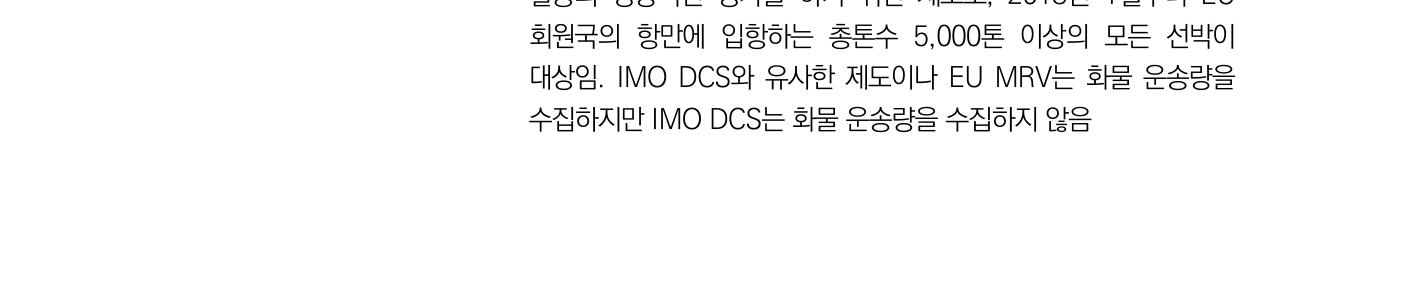 회원국의 항만에 입항하는 총톤수 5,000톤 이상의 모든 선박이
대상임. IMO DCS와 유사한 제도이나 EU MRV는 화물 운송량을
수집하지만 IMO DCS는 화물 운송량을 수집하지 않음